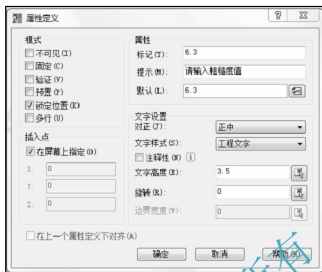 属性定义
模式
不可见(I)
固定(C)
验证(V)
预置(P)
锁定位置(K)
多行(U)
插入点
在屏幕上指定(O)
X: 0
Y: 0
Z: 0
在上一个属性定义下对齐(A)
属性
标记(T): 6.3
提示(M): 请输入粗糙度值
默认(L): 6.3
文字设置
对正(J): 正中
文字样式(S): 工程文字
注释性(N)
文字高度(E): 3.5
旋转(R): 0
边界宽度(W): 0
确定 取消 帮助(H)